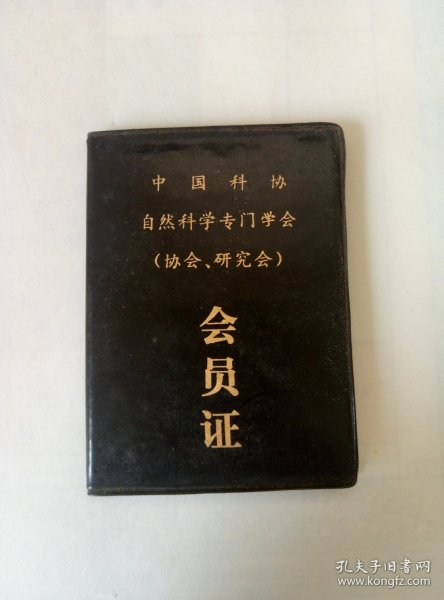 中国科协
自然科学专门学会
（协会、研究会）
会
员
证
孔夫子旧书网
www.kongfz.com